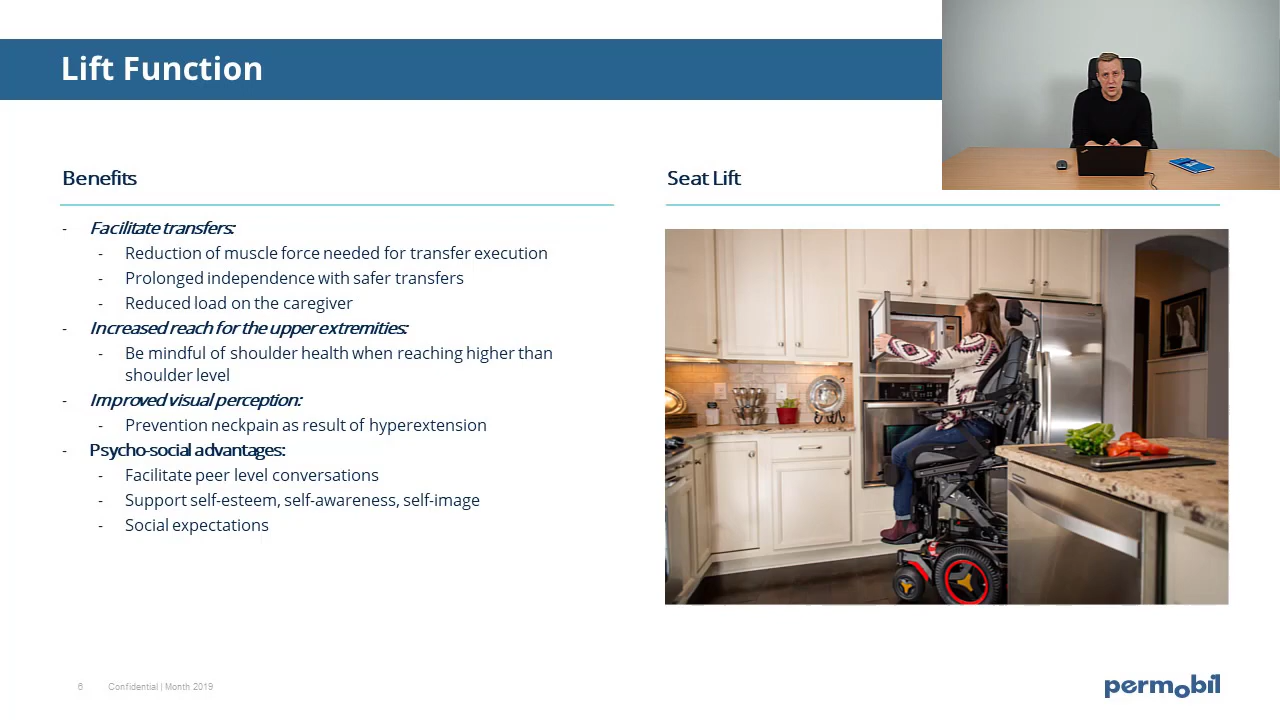 Lift Function
Benefits
- Facilitate transfers:
- Reduction of muscle force needed for transfer execution
- Prolonged independence with safer transfers
- Reduced load on the caregiver
- Increased reach for the upper extremities:
- Be mindful of shoulder health when reaching higher than
shoulder level
- Improved visual perception:
- Prevention neckpain as result of hyperextension
- Psycho-social advantages:
- Facilitate peer level conversations
- Support self-esteem, self-awareness, self-image
- Social expectations
Seat Lift
6 Confidential | Month 2019
permobil